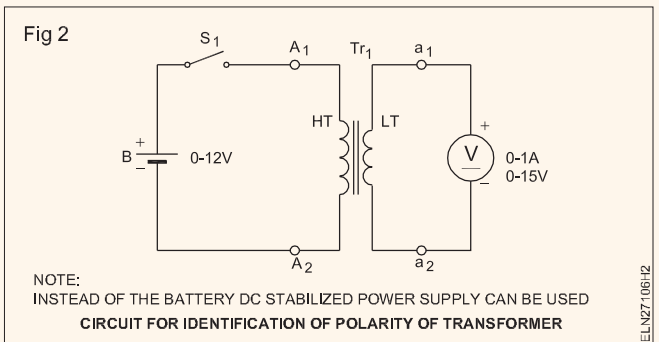 Fig 2
S1
A1
Tr1
a1
HT
LT
+
B
–
0-12V
+
V
–
0-1A
0-15V
A2
a2
NOTE:
INSTEAD OF THE BATTERY DC STABILIZED POWER SUPPLY CAN BE USED
CIRCUIT FOR IDENTIFICATION OF POLARITY OF TRANSFORMER
ELN27106H2